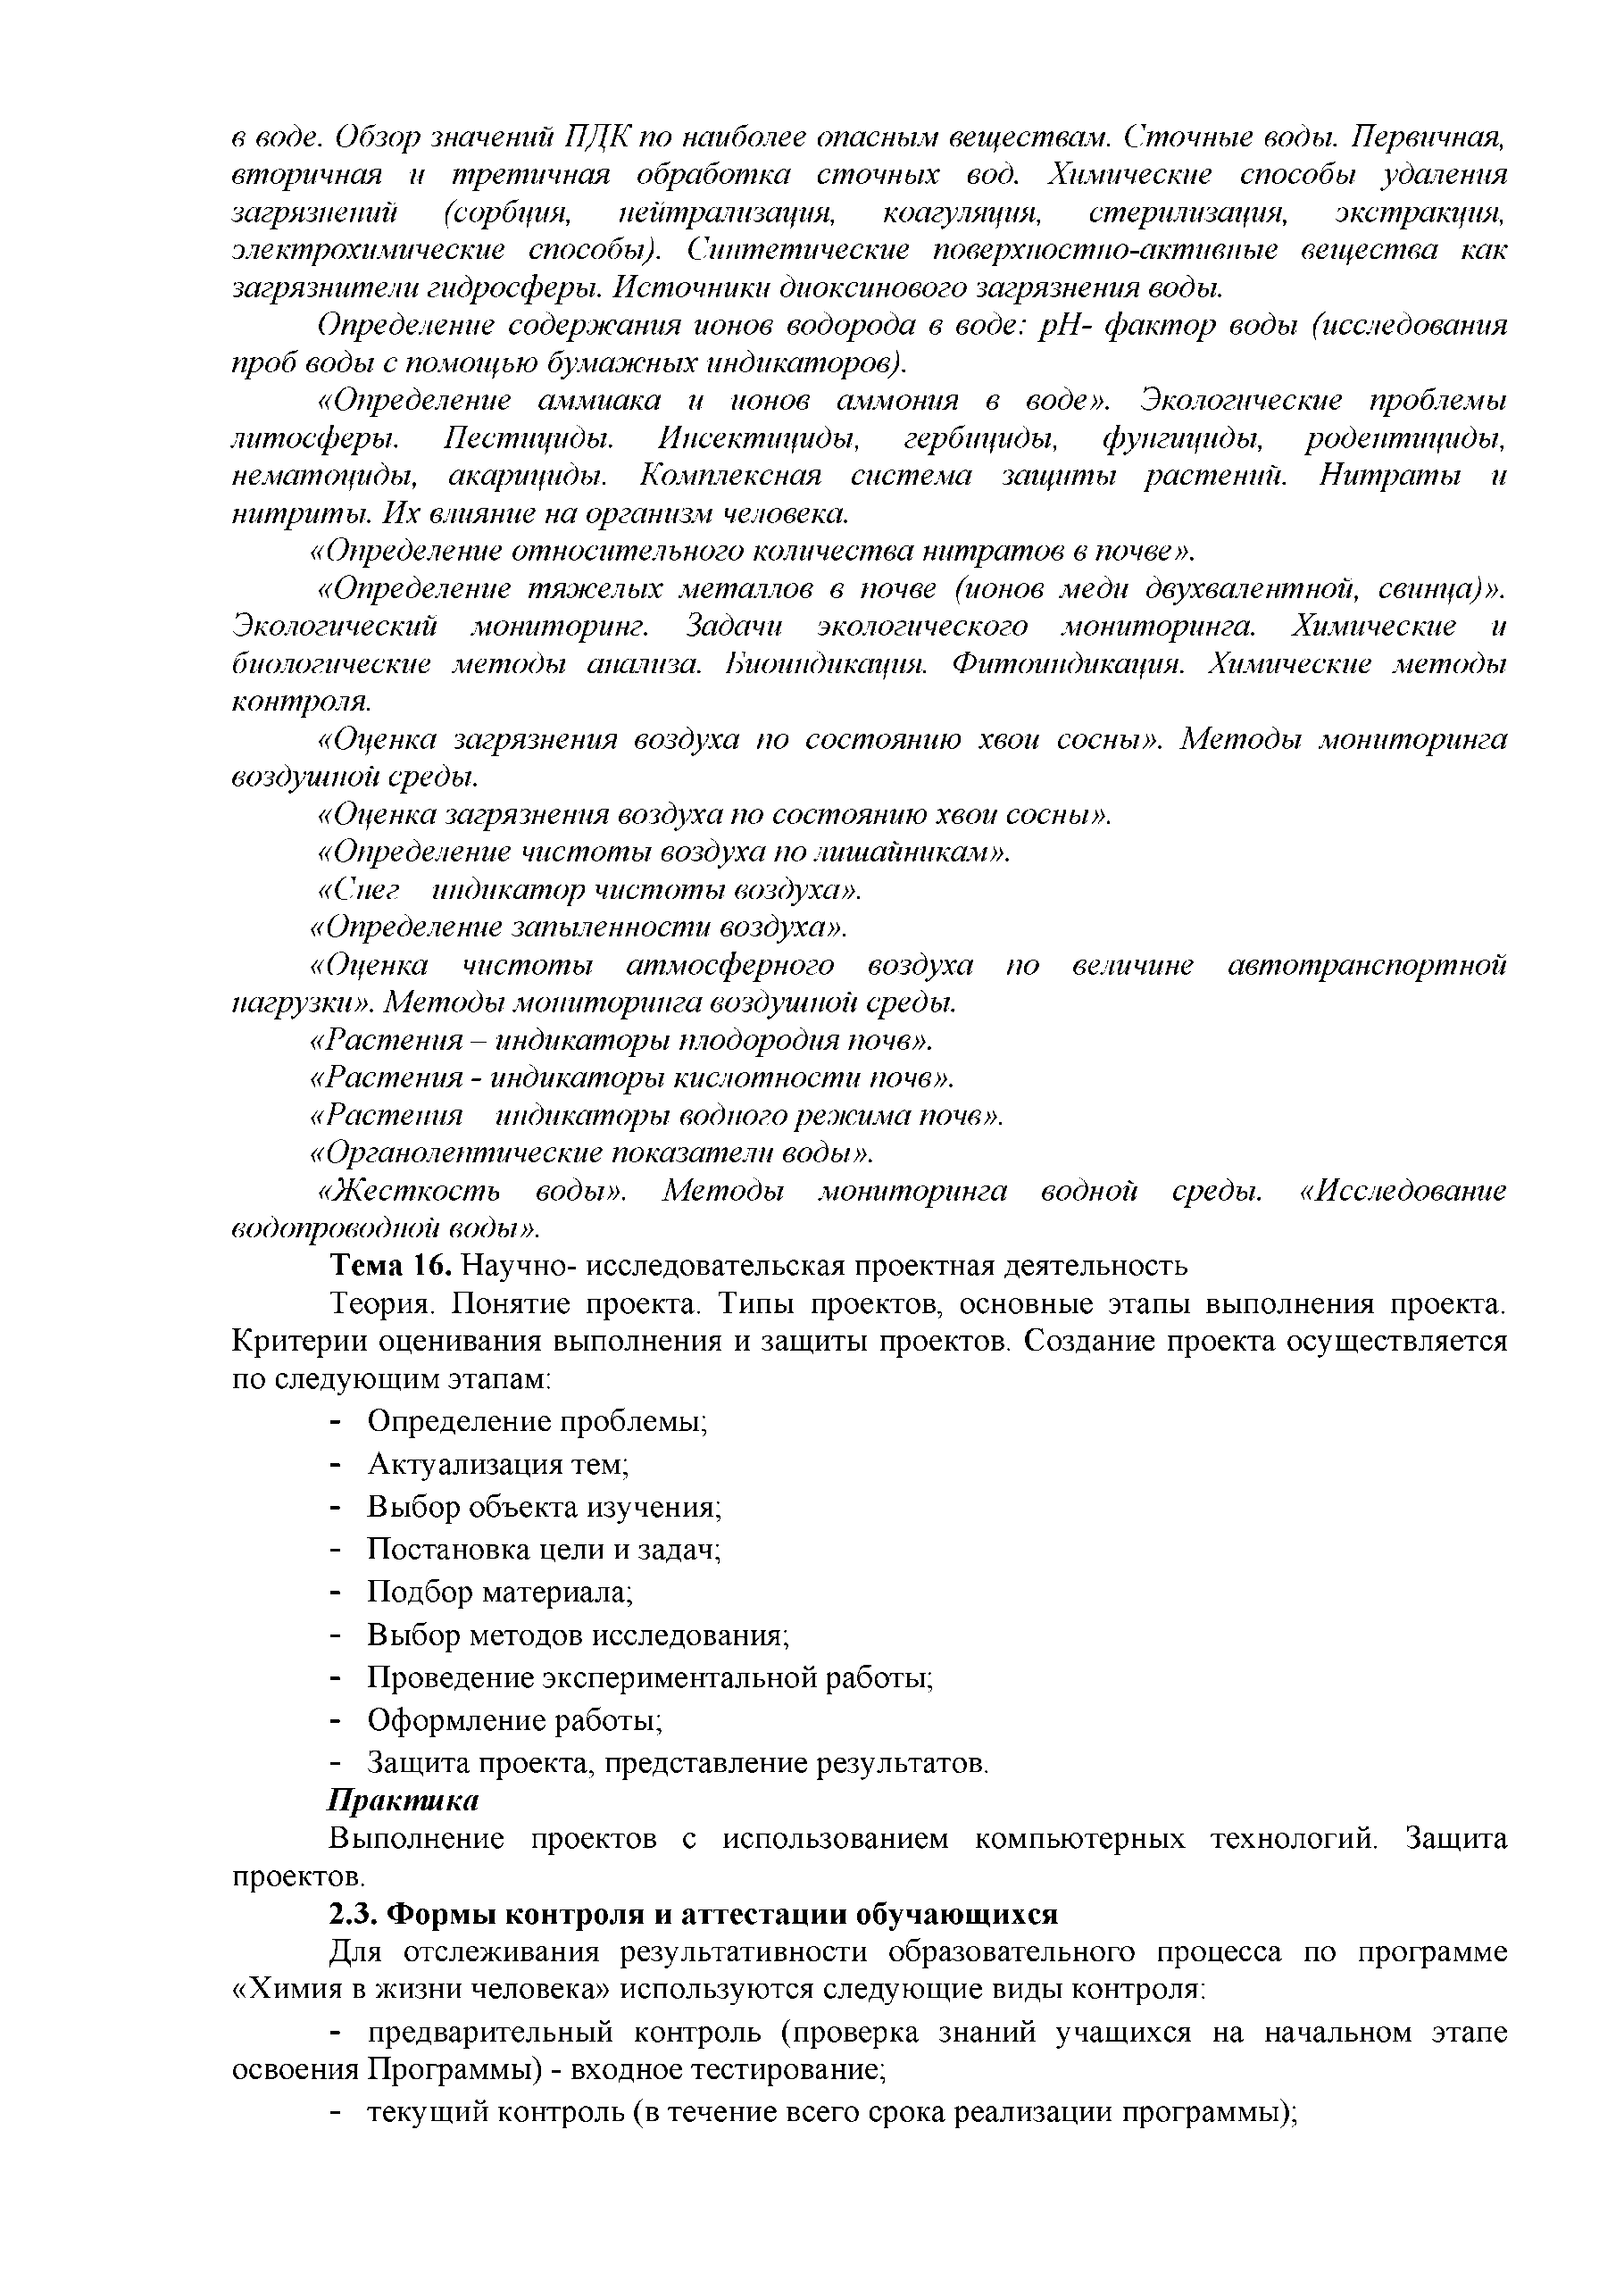 в воде. Обзор значений ПДК по наиболее опасным веществам. Сточные воды. Первичная,
вторичная и третичная обработка сточных вод. Химические способы удаления
загрязнений (сорбция, нейтрализация, коагуляция, стерилизация, экстракция,
электрохимические способы). Синтетические поверхностно-активные вещества как
загрязнители гидросферы. Источники диоксинового загрязнения воды.
Определение содержания ионов водорода в воде: рН- фактор воды (исследования
проб воды с помощью бумажных индикаторов).
«Определение аммиака и ионов аммония в воде». Экологические проблемы
литосферы. Пестициды. Инсектициды, гербициды, фунгициды, родентициды,
нематоциды, акарициды. Комплексная система защиты растений. Нитраты и
нитриты. Их влияние на организм человека.
«Определение относительного количества нитратов в почве».
«Определение тяжелых металлов в почве (ионов меди двухвалентной, свинца)».
Экологический мониторинг. Задачи экологического мониторинга. Химические и
биологические методы анализа. Биоиндикация. Фитоиндикация. Химические методы
контроля.
«Оценка загрязнения воздуха по состоянию хвои сосны». Методы мониторинга
воздушной среды.
«Оценка загрязнения воздуха по состоянию хвои сосны».
«Определение чистоты воздуха по лишайникам».
«Снег индикатор чистоты воздуха».
«Определение запыленности воздуха».
«Оценка чистоты атмосферного воздуха по величине автотранспортной
нагрузки». Методы мониторинга воздушной среды.
«Растения – индикаторы плодородия почв».
«Растения - индикаторы кислотности почв».
«Растения индикаторы водного режима почв».
«Органолептические показатели воды».
«Жесткость воды». Методы мониторинга водной среды. «Исследование
водопроводной воды».
Тема 16. Научно- исследовательская проектная деятельность
Теория. Понятие проекта. Типы проектов, основные этапы выполнения проекта.
Критерии оценивания выполнения и защиты проектов. Создание проекта осуществляется
по следующим этапам:
- Определение проблемы;
- Актуализация тем;
- Выбор объекта изучения;
- Постановка цели и задач;
- Подбор материала;
- Выбор методов исследования;
- Проведение экспериментальной работы;
- Оформление работы;
- Защита проекта, представление результатов.
Практика
Выполнение проектов с использованием компьютерных технологий. Защита
проектов.
2.3. Формы контроля и аттестации обучающихся
Для отслеживания результативности образовательного процесса по программе
«Химия в жизни человека» используются следующие виды контроля:
- предварительный контроль (проверка знаний учащихся на начальном этапе
освоения Программы) - входное тестирование;
- текущий контроль (в течение всего срока реализации программы);